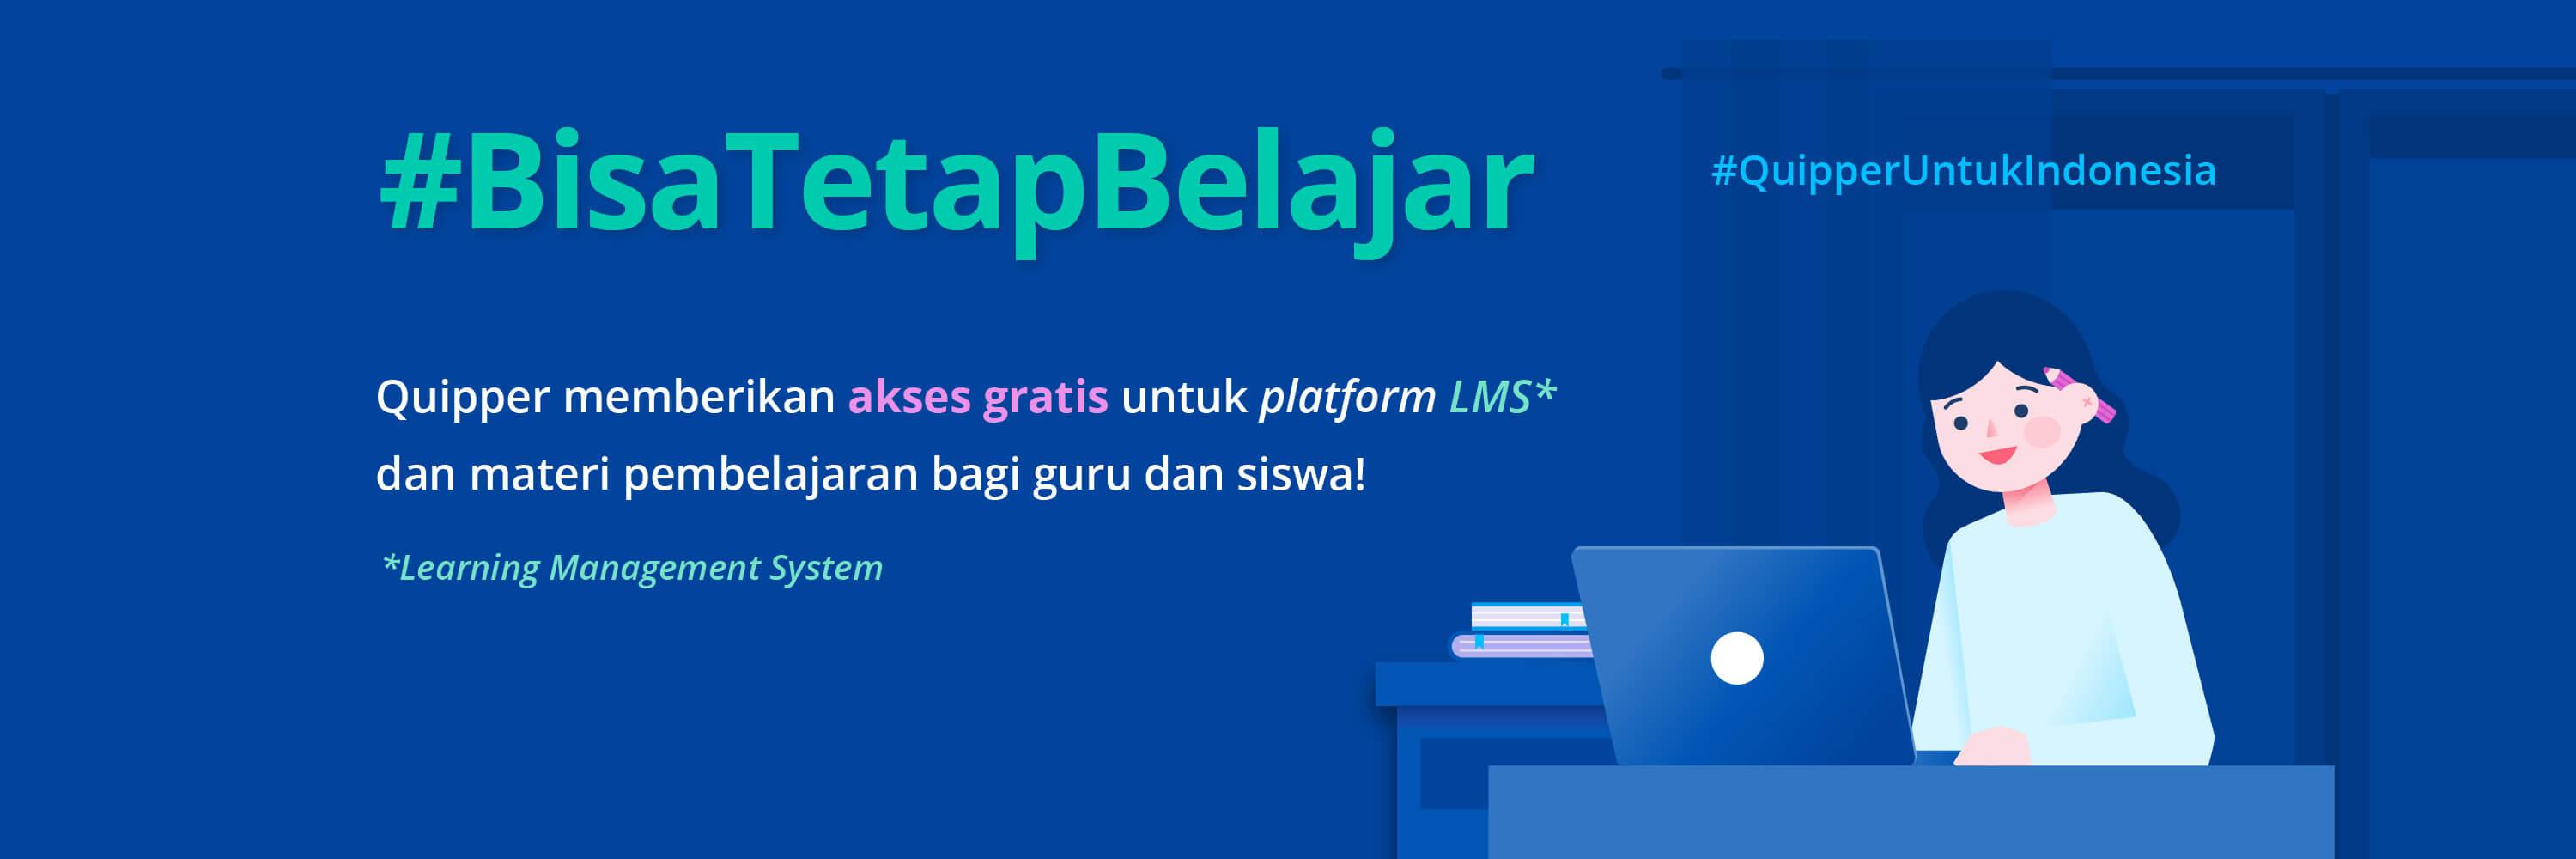 #BisaTetapBelajar
#QuipperUntukIndonesia
Quipper memberikan akses gratis untuk platform LMS*
dan materi pembelajaran bagi guru dan siswa!
*Learning Management System